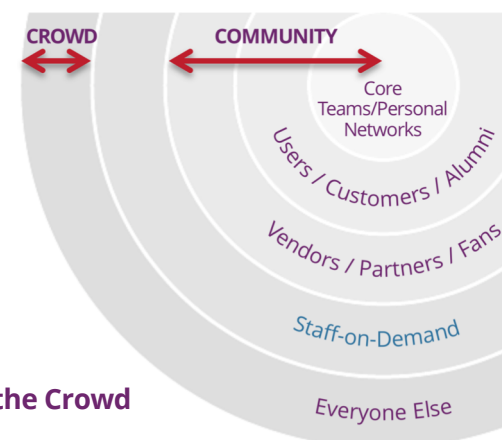 CROWD
COMMUNITY
Core
Teams/Personal
Networks
Users / Customers / Alumni
Vendors / Partners / Fans
Staff-on-Demand
Everyone Else
the Crowd